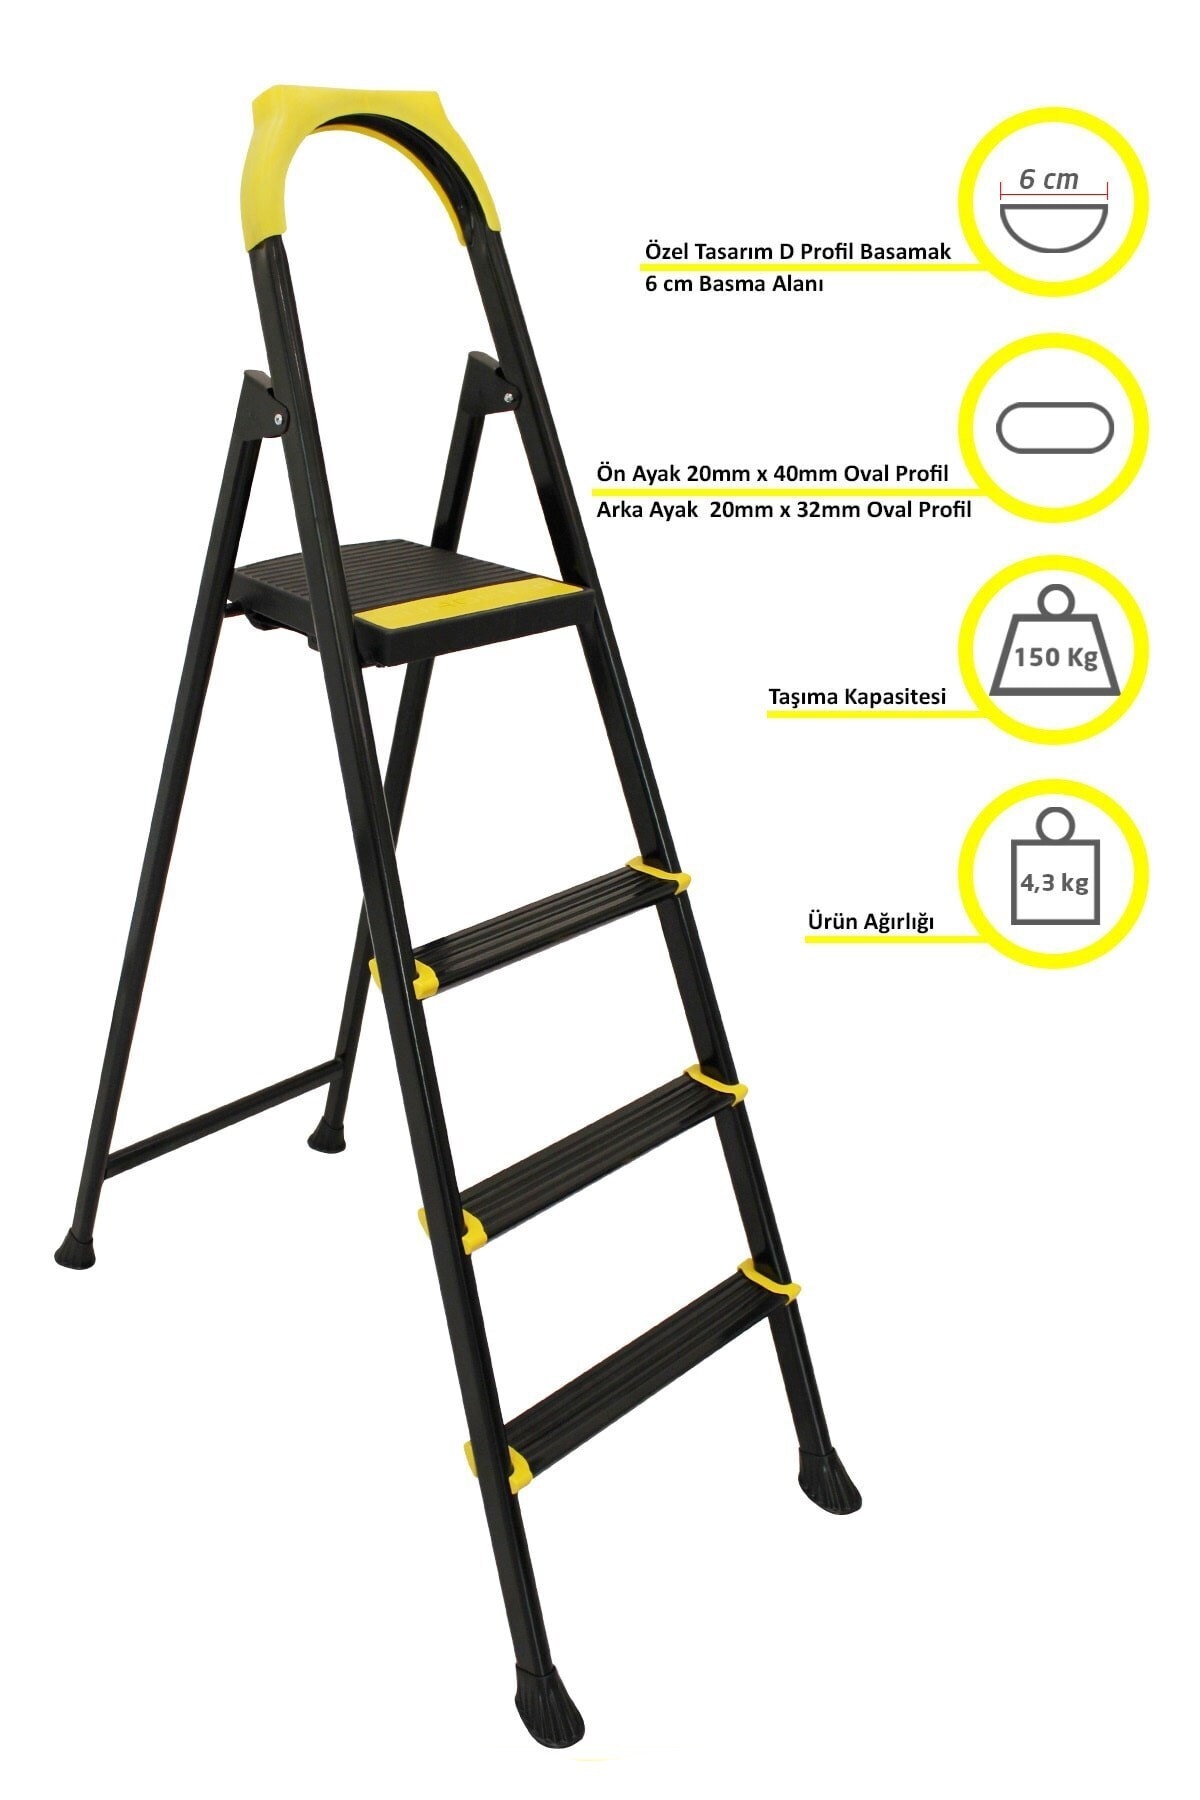 6 cm
Özel Tasarım D Profil Basamak
6 cm Basma Alanı
Ön Ayak 20mm x 40mm Oval Profil
Arka Ayak 20mm x 32mm Oval Profil
150 Kg
Taşıma Kapasitesi
4,3 kg
Ürün Ağırlığı